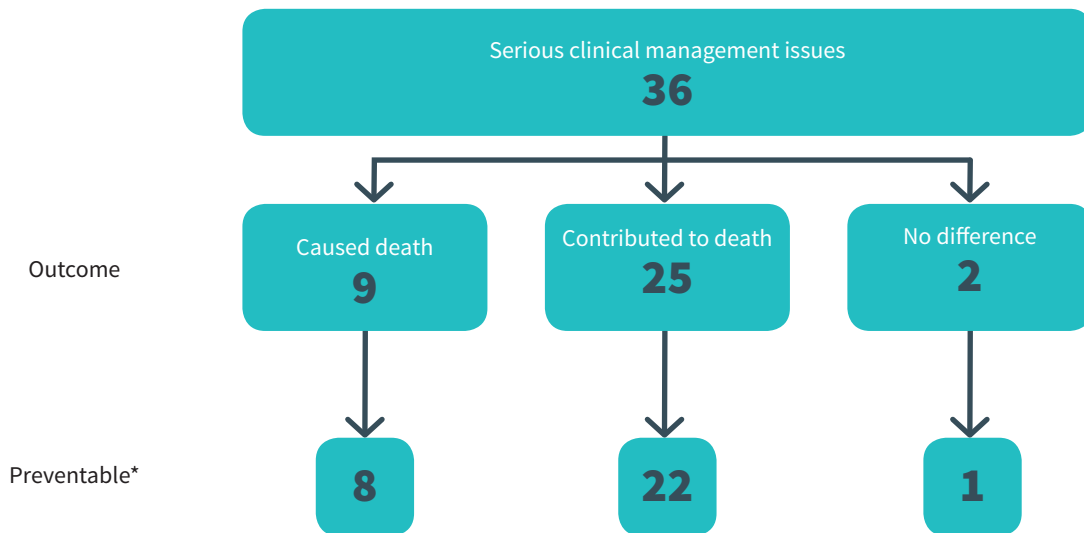 Serious clinical management issues
36
Outcome
Caused death
9
Contributed to death
25
No difference
2
Preventable*
8
22
1